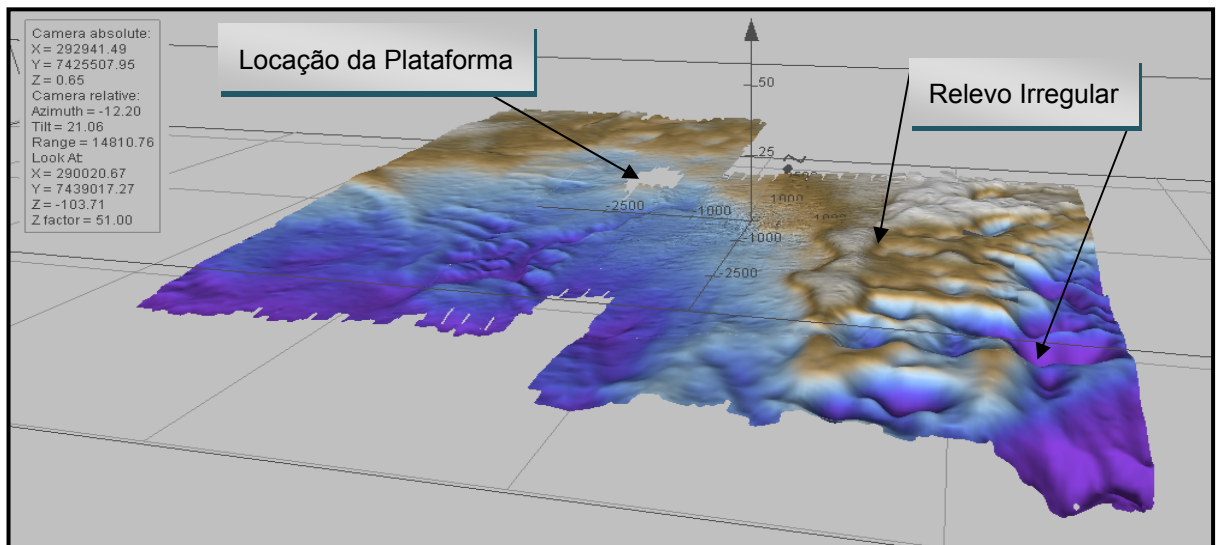 Camera absolute:
X = 292941.49
Y = 7425507.95
Z = 0.65
Camera relative:
Azimuth = -12.20
Tilt = 21.06
Range = 14810.76
Look At:
X = 290020.67
Y = 7439017.27
Z = -103.71
Z factor = 51.00
Locação da Plataforma
Relevo Irregular
50
25
-2500
-1000
1000
-1000
-2500